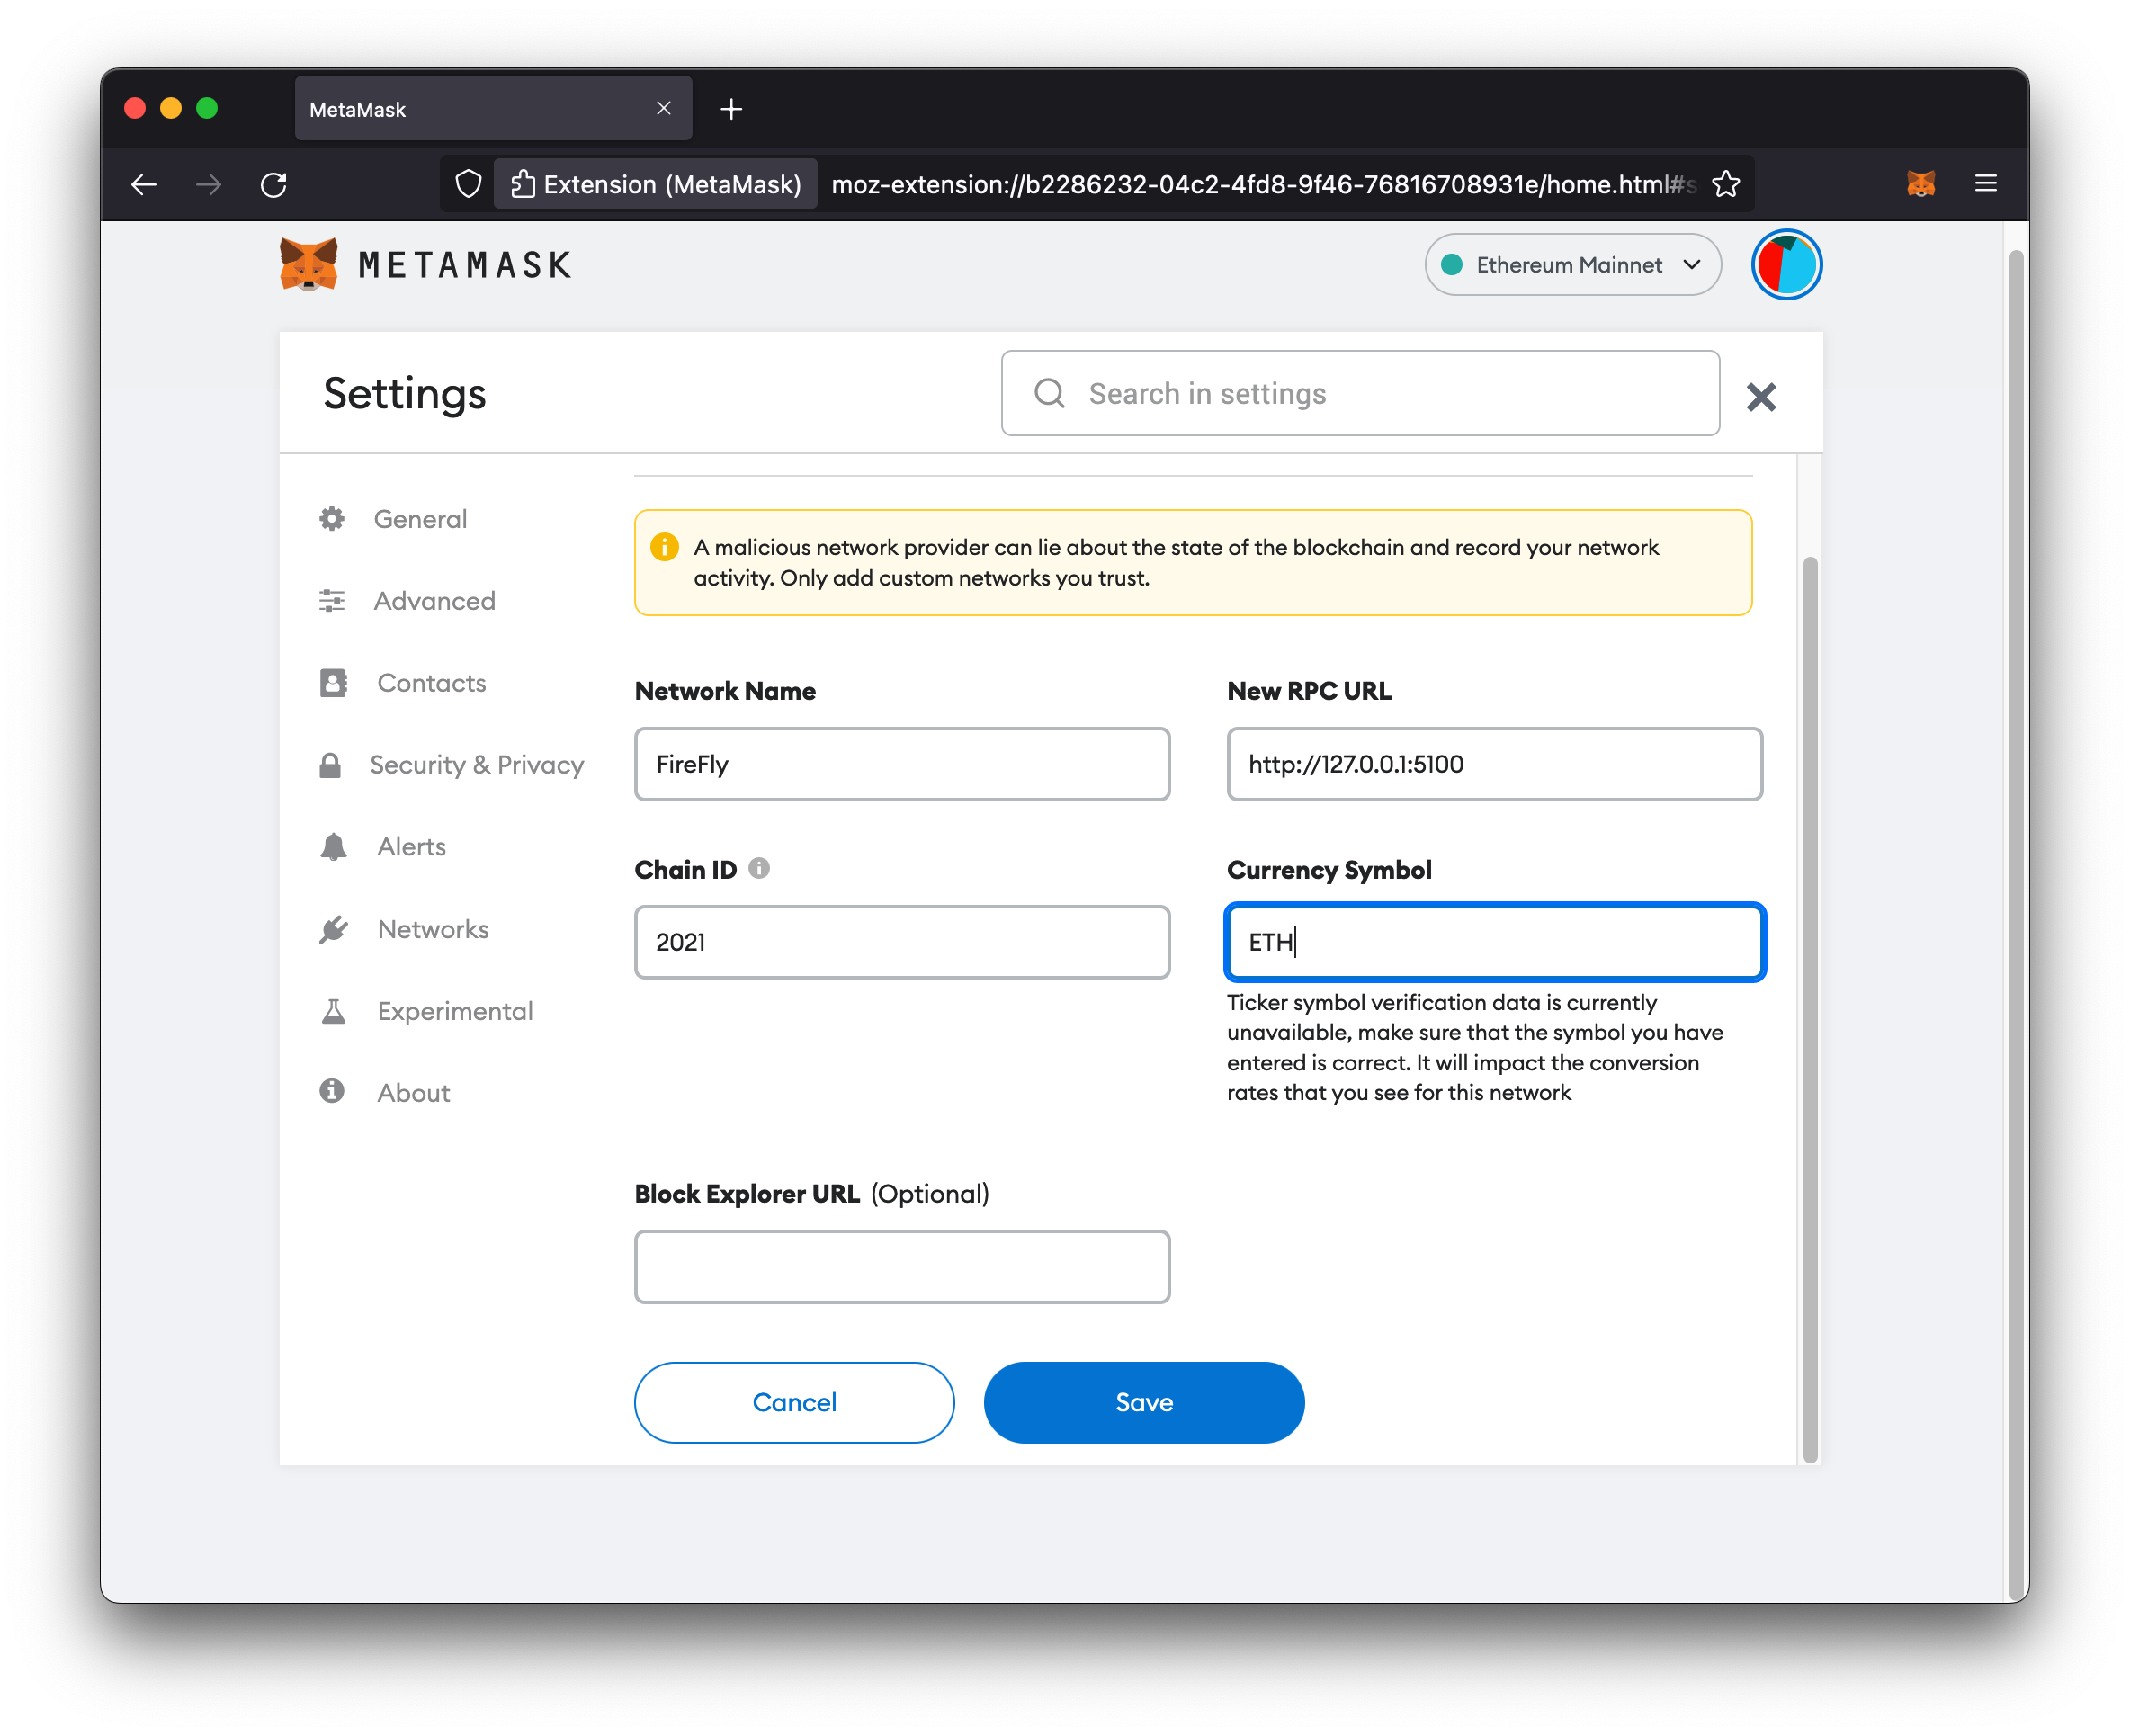 MetaMask
Extension (MetaMask) moz-extension://b2286232-04c2-4fd8-9f46-76816708931e/home.html#s
METAMASK
Ethereum Mainnet
Settings
Search in settings
General
Advanced
Contacts
Security & Privacy
Alerts
Networks
Experimental
About
A malicious network provider can lie about the state of the blockchain and record your network
activity. Only add custom networks you trust.
Network Name
FireFly
New RPC URL
http://127.0.0.1:5100
Chain ID
2021
Currency Symbol
ETH
Ticker symbol verification data is currently
unavailable, make sure that the symbol you have
entered is correct. It will impact the conversion
rates that you see for this network
Block Explorer URL (Optional)
Cancel
Save